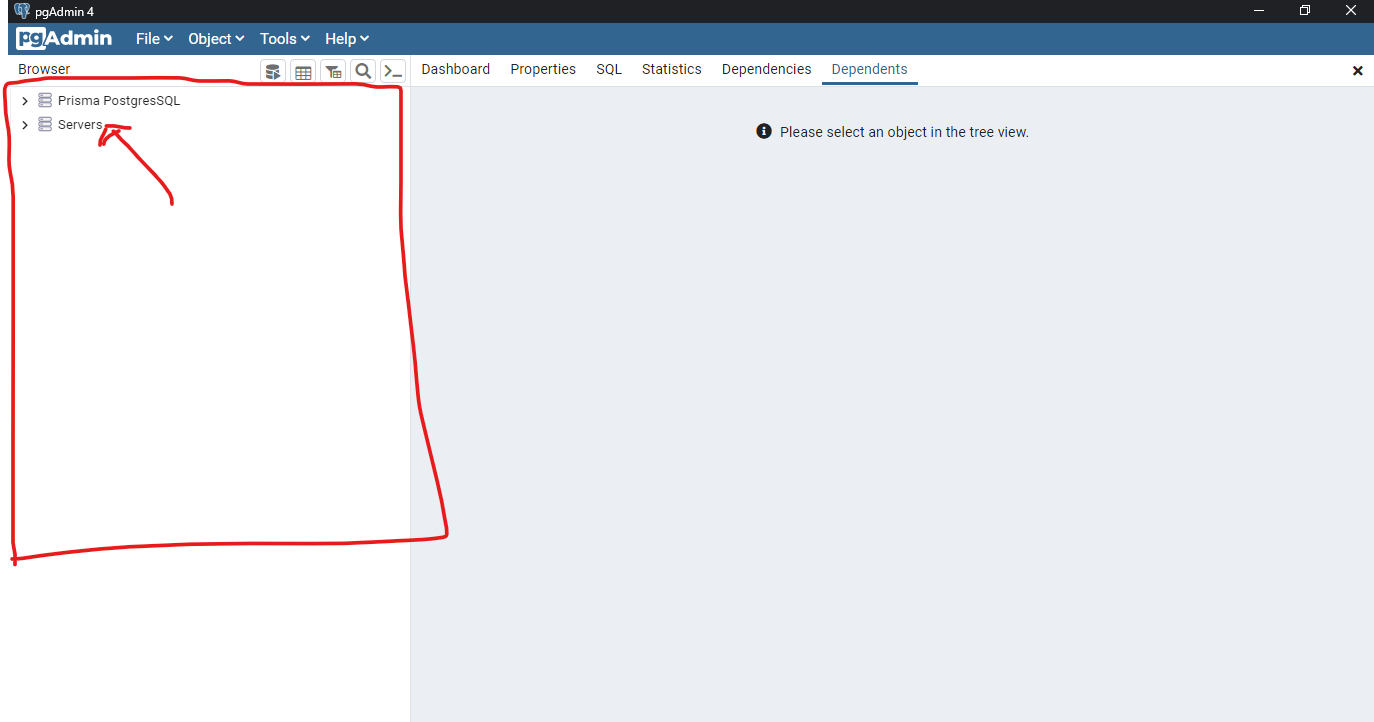 pgAdmin 4
pgAdmin File Object Tools Help
Browser
Dashboard Properties SQL Statistics Dependencies Dependents
Prisma PostgresSQL
Servers
Please select an object in the tree view.